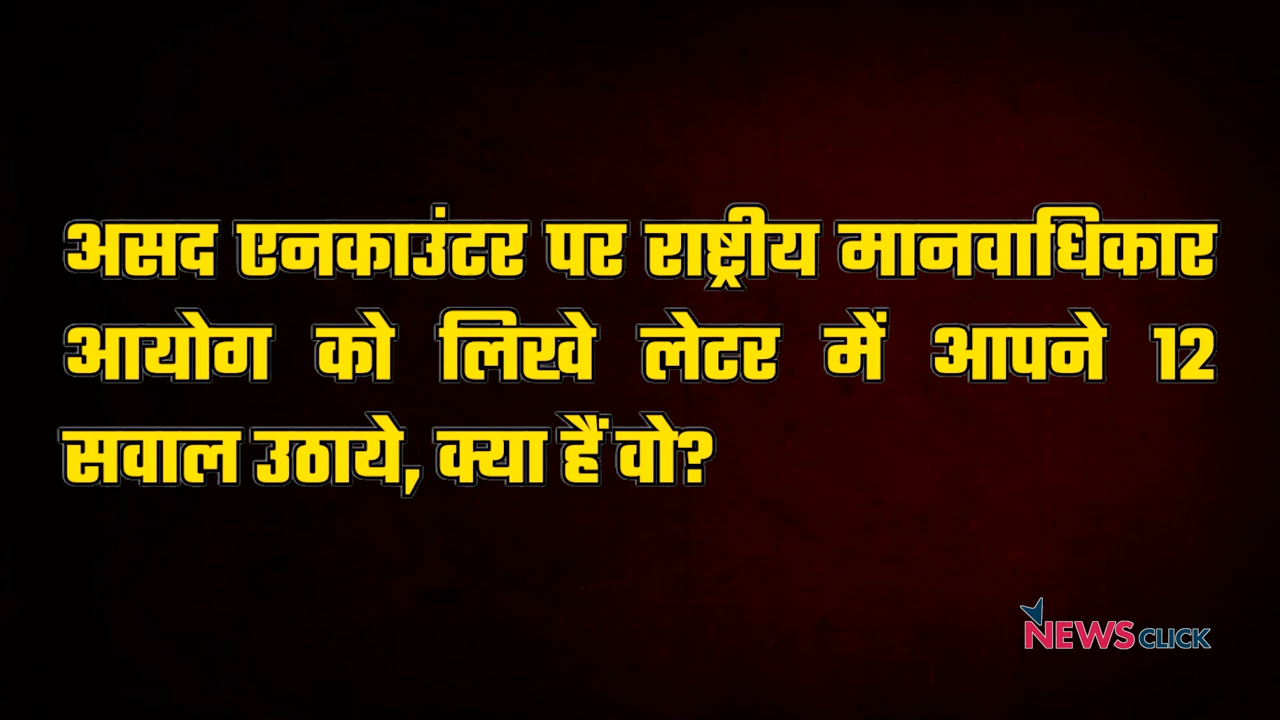 असद एनकाउंटर पर राष्ट्रीय मानवाधिकार
आयोग को लिखे लेटर में आपने 12
सवाल उठाये, क्या हैं वो?
NEWSCLICK